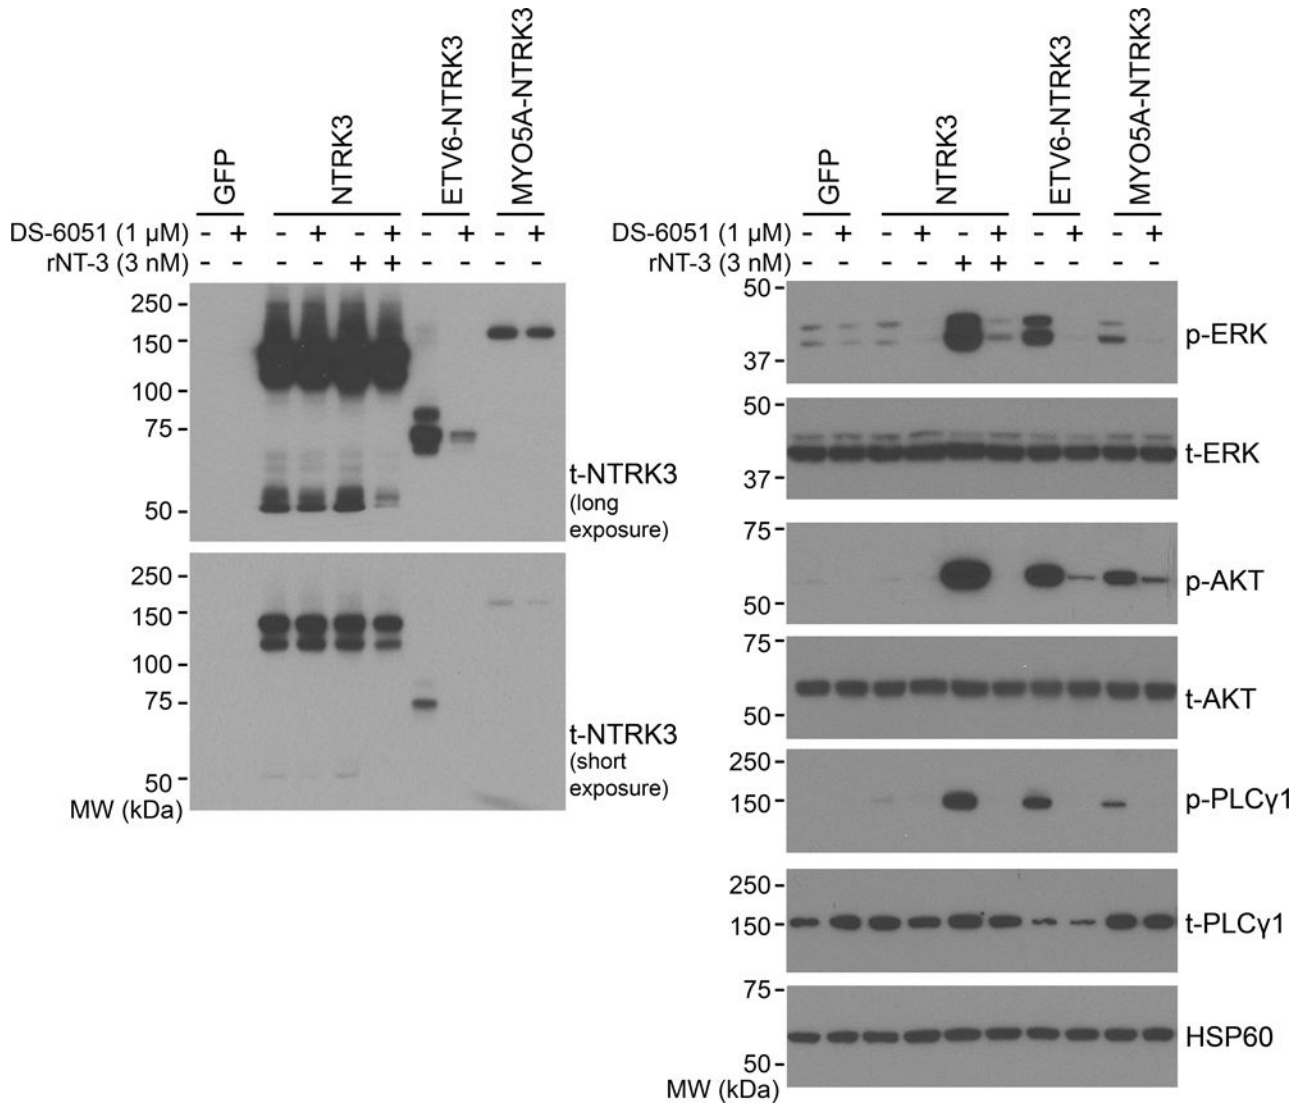 GFP
NTRK3
ETV6-NTRK3
MYO5A-NTRK3
DS-6051 (1 µM) - + - + - + - + - +
rNT-3 (3 nM) - - - - + + - - - -
250
150
100
75
50
t-NTRK3
(long
exposure)
250
150
100
75
50
t-NTRK3
(short
exposure)
MW (kDa)
GFP
NTRK3
ETV6-NTRK3
MYO5A-NTRK3
DS-6051 (1 µM) - + - + - + - + - +
rNT-3 (3 nM) - - - - + + - - - -
50
37
p-ERK
50
37
t-ERK
75
50
p-AKT
75
50
t-AKT
250
150
p-PLCγ1
250
150
t-PLCγ1
75
50
HSP60
MW (kDa)